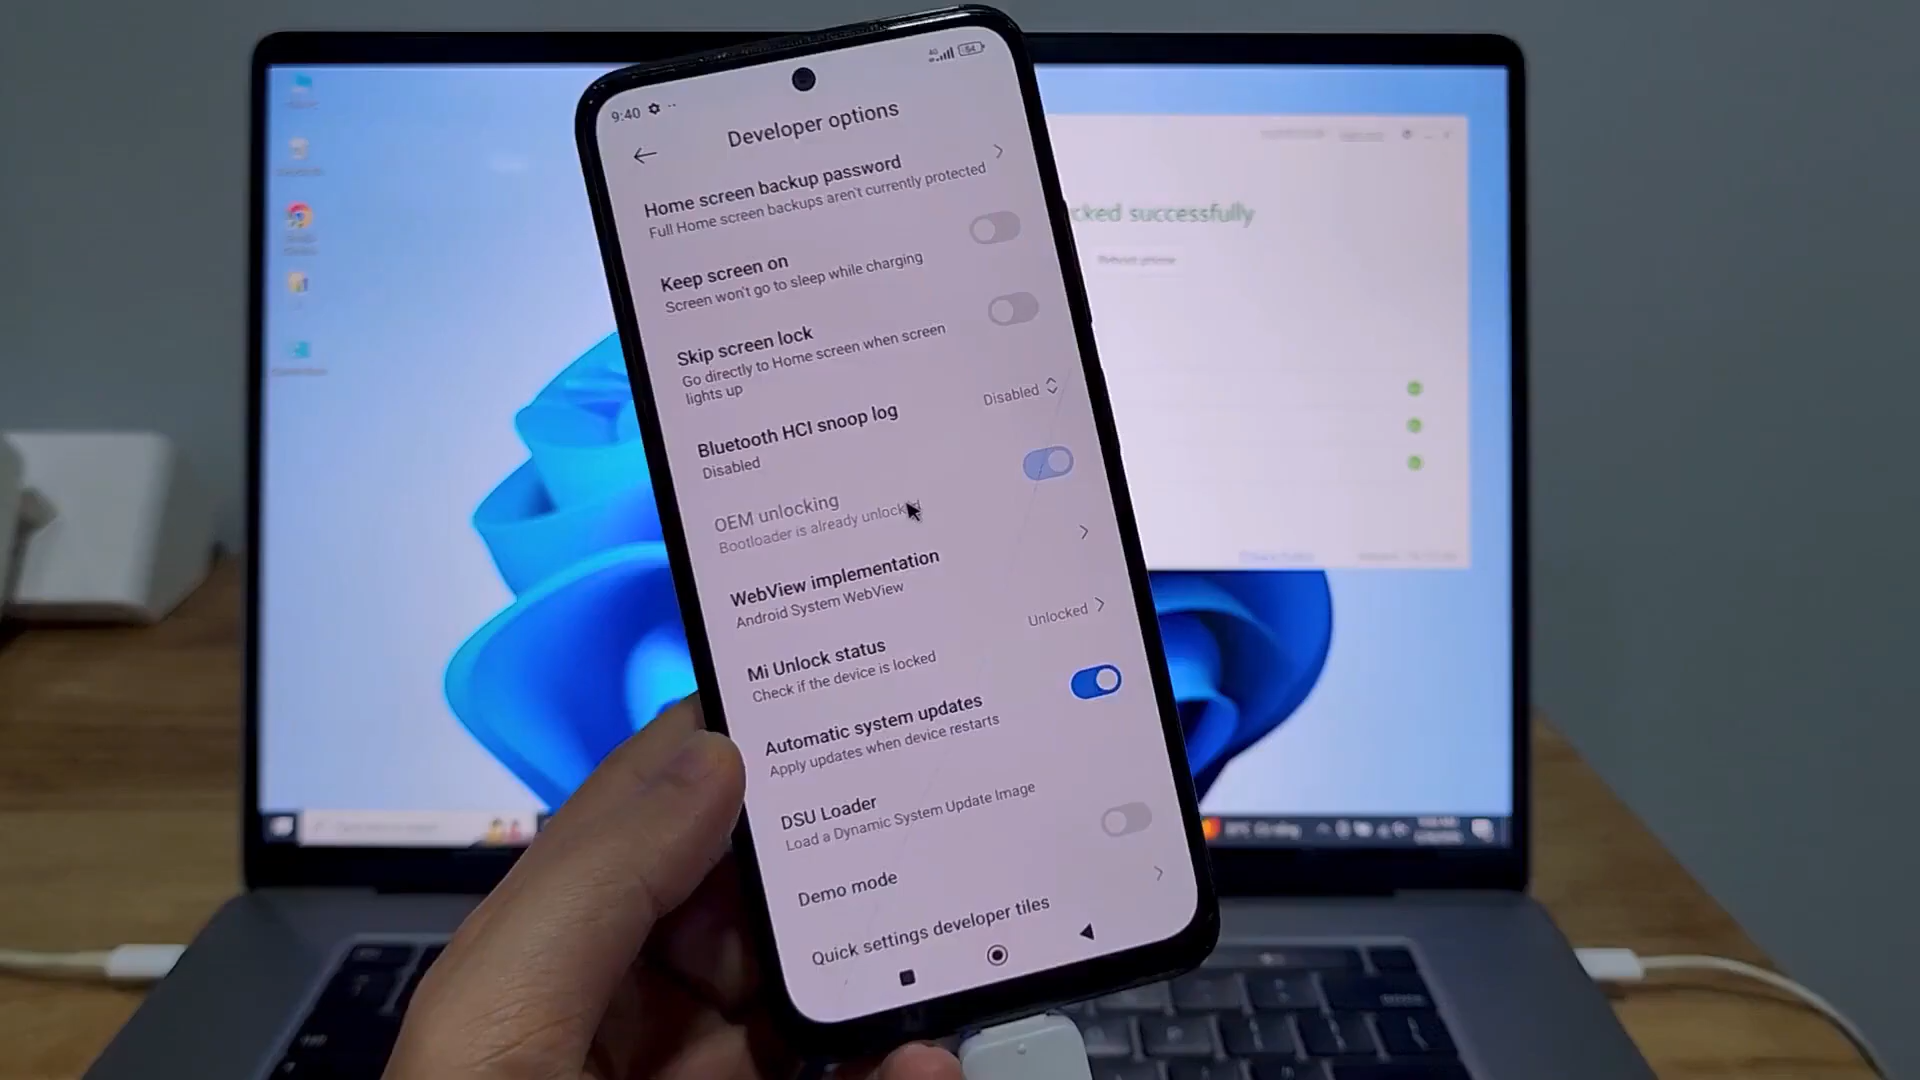 9:40
4G
54
Developer options
Home screen backup password
Full Home screen backups aren't currently protected
Keep screen on
Screen won't go to sleep while charging
Skip screen lock
Go directly to Home screen when screen
lights up
Bluetooth HCI snoop log
Disabled
Disabled
OEM unlocking
Bootloader is already unlocked
WebView implementation
Android System WebView
Mi Unlock status
Check if the device is locked
Unlocked
Automatic system updates
Apply updates when device restarts
DSU Loader
Load a Dynamic System Update Image
Demo mode
Quick settings developer tiles
cked successfully
Reboot phone